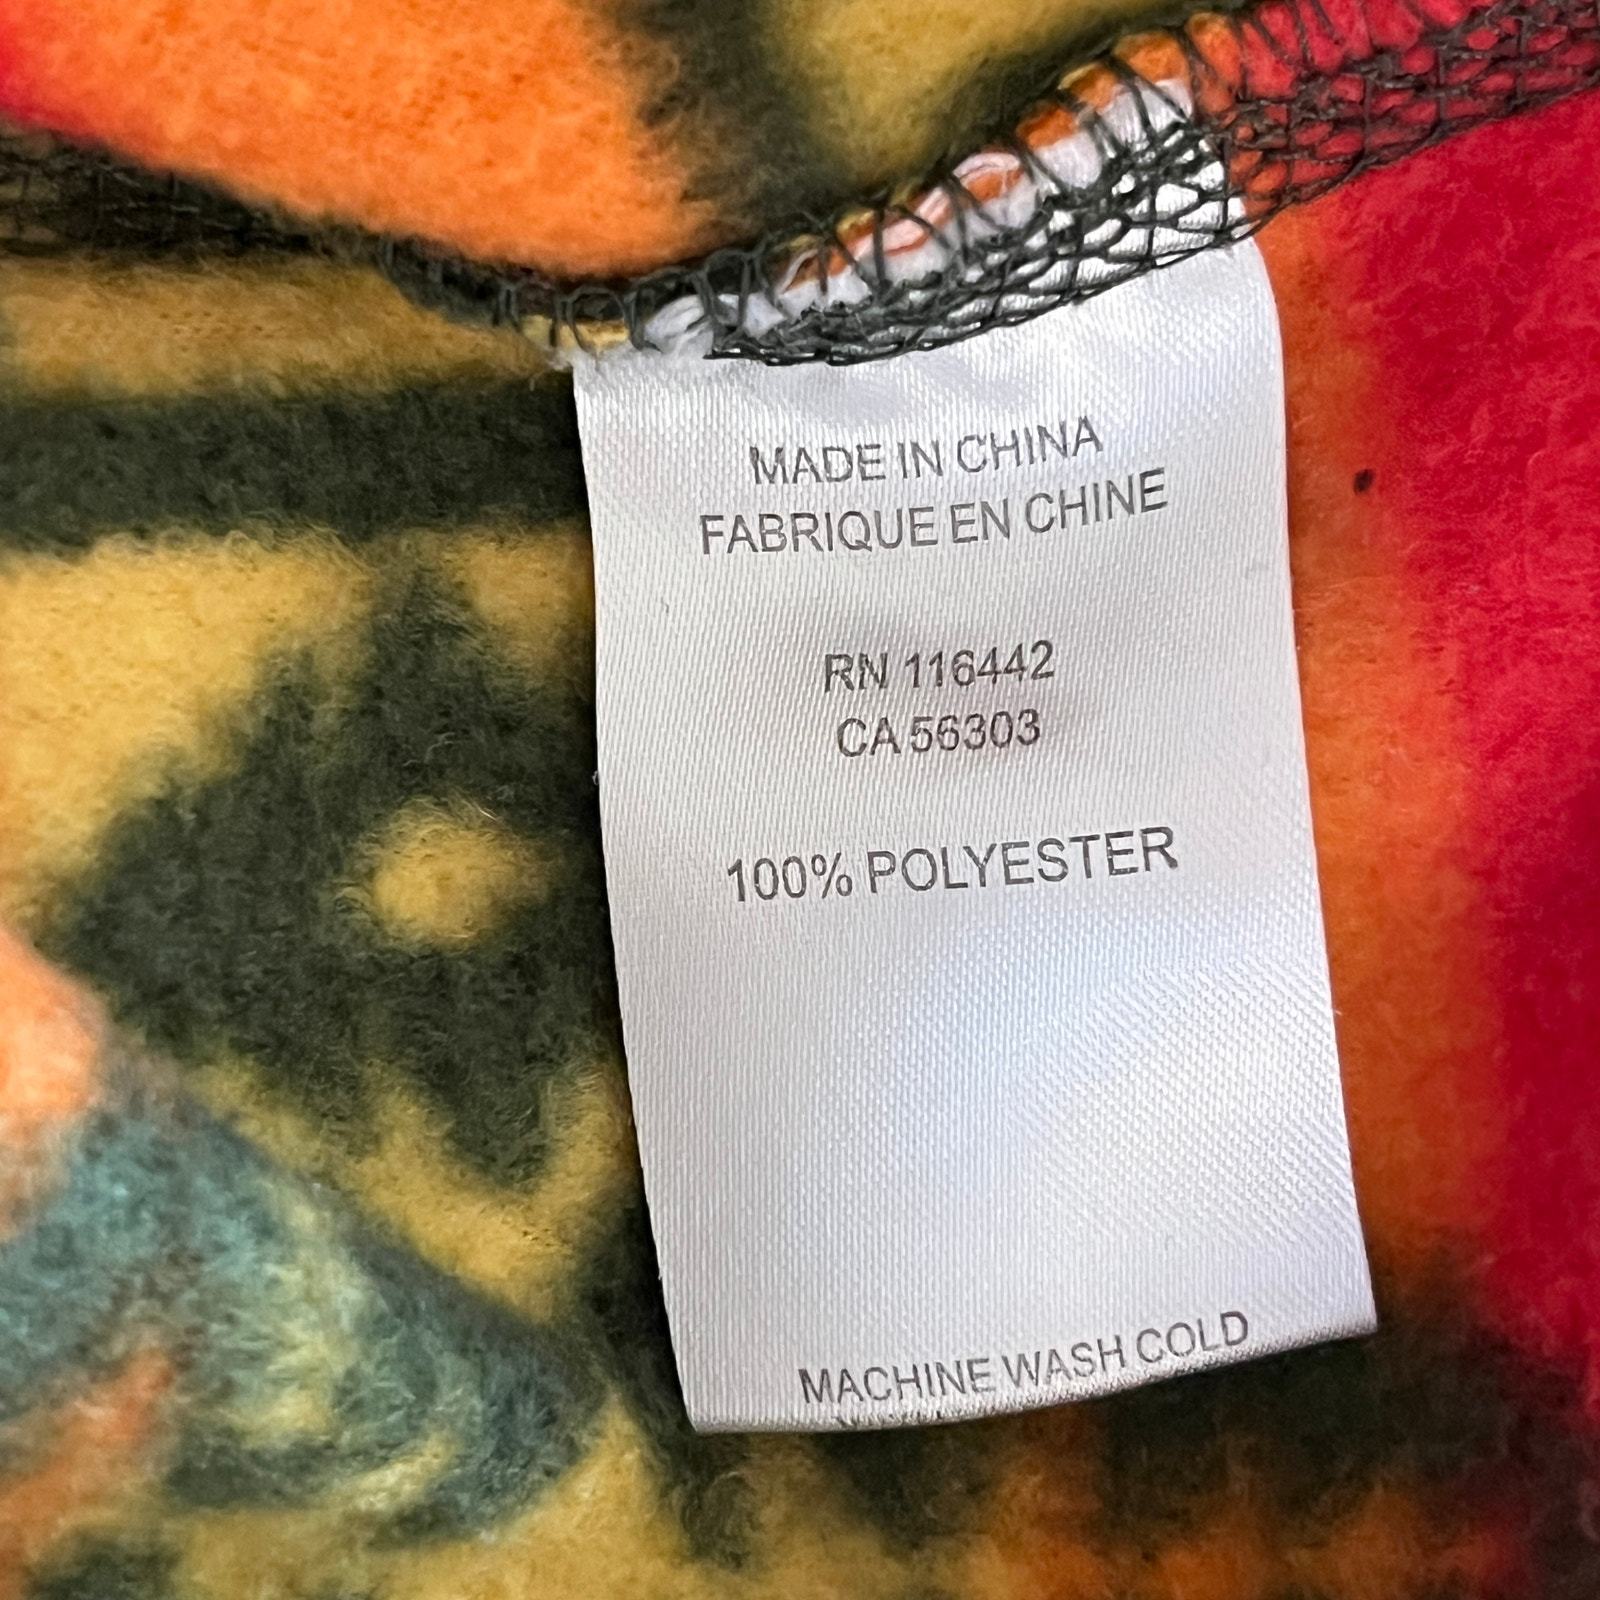 MADE IN CHINA
FABRIQUE EN CHINE
RN 116442
CA 56303
100% POLYESTER
MACHINE WASH COLD